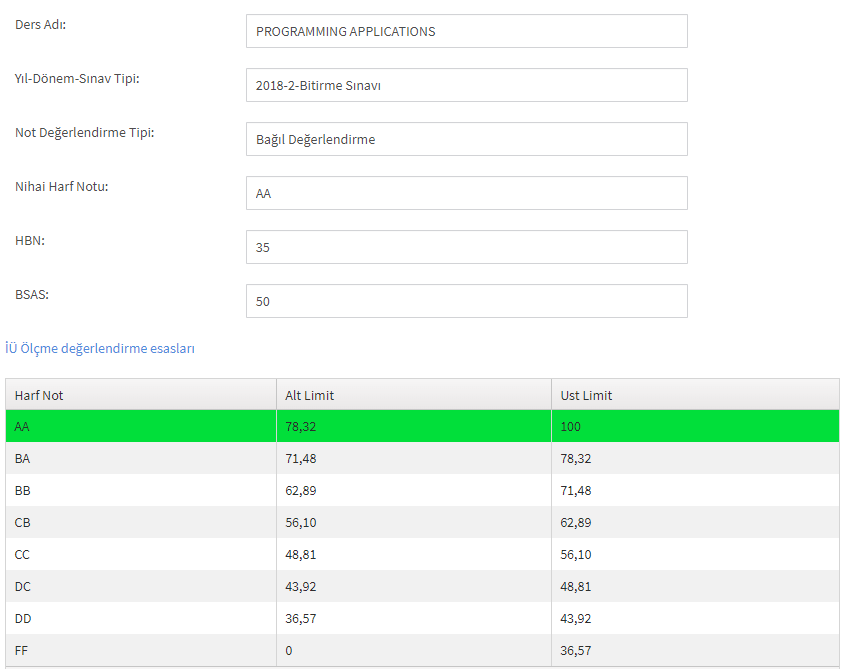 Ders Adı: PROGRAMMING APPLICATIONS
Yıl-Dönem-Sınav Tipi: 2018-2-Bitirme Sınavı
Not Değerlendirme Tipi: Bağıl Değerlendirme
Nihai Harf Notu: AA
HBN: 35
BSAS: 50
İÜ Ölçme değerlendirme esasları
Harf Not Alt Limit Ust Limit
AA 78,32 100
BA 71,48 78,32
BB 62,89 71,48
CB 56,10 62,89
CC 48,81 56,10
DC 43,92 48,81
DD 36,57 43,92
FF 0 36,57